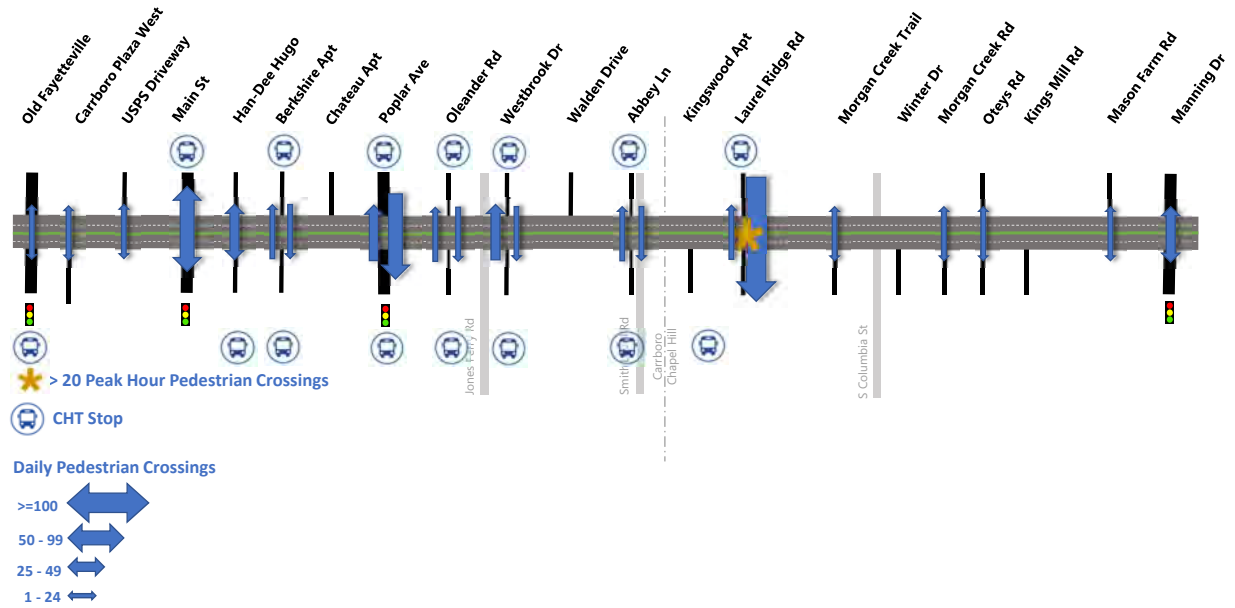 Old Fayetteville
Carrboro Plaza West
USPS Driveway
Main St
Han-Dee Hugo
Berkshire Apt
Chateau Apt
Poplar Ave
Oleander Rd
Westbrook Dr
Walden Drive
Abbey Ln
Kingswood Apt
Laurel Ridge Rd
Morgan Creek Trail
Winter Dr
Morgan Creek Rd
Oteys Rd
Kings Mill Rd
Mason Farm Rd
Manning Dr
Jones Ferry Rd
Rd
Carrboro
Chapel Hill
S Columbia St
> 20 Peak Hour Pedestrian Crossings
CHT Stop
Daily Pedestrian Crossings
>=100
50 - 99
25 - 49
1 - 24